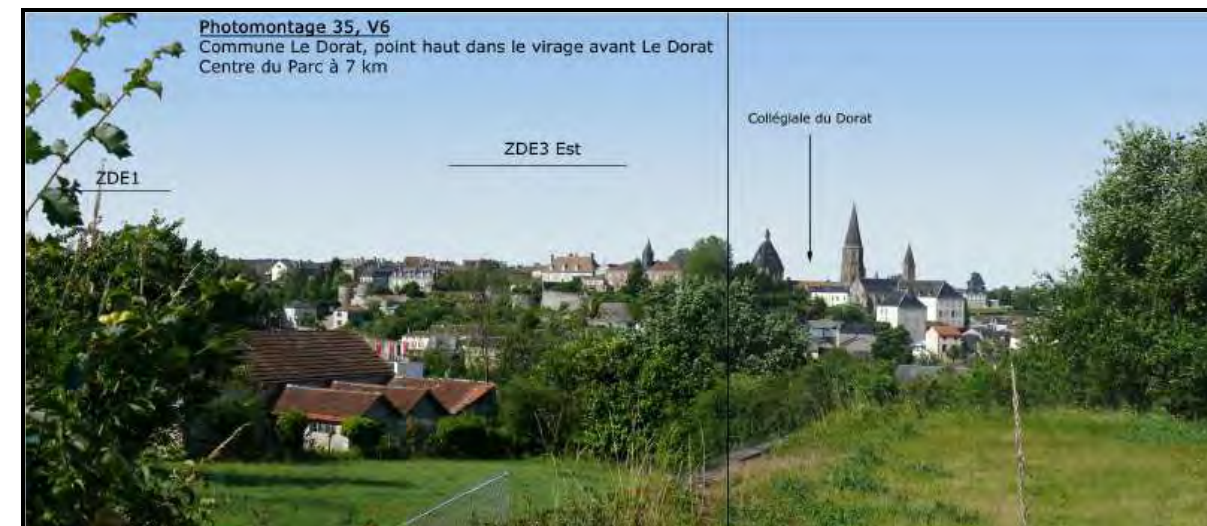 Photomontage 35, V6
Commune Le Dorat, point haut dans le virage avant Le Dorat
Centre du Parc à 7 km
Collégiale du Dorat
ZDE3 Est
ZDE1